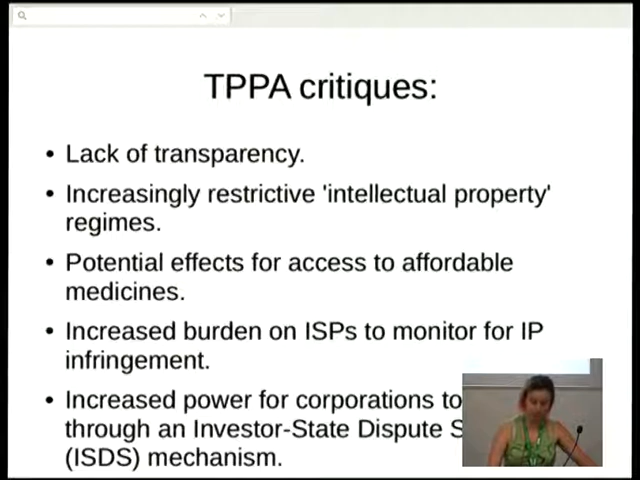 TPPA critiques:
• Lack of transparency.
• Increasingly restrictive 'intellectual property'
regimes.
• Potential effects for access to affordable
medicines.
• Increased burden on ISPs to monitor for IP
infringement.
• Increased power for corporations to
through an Investor-State Dispute S
(ISDS) mechanism.